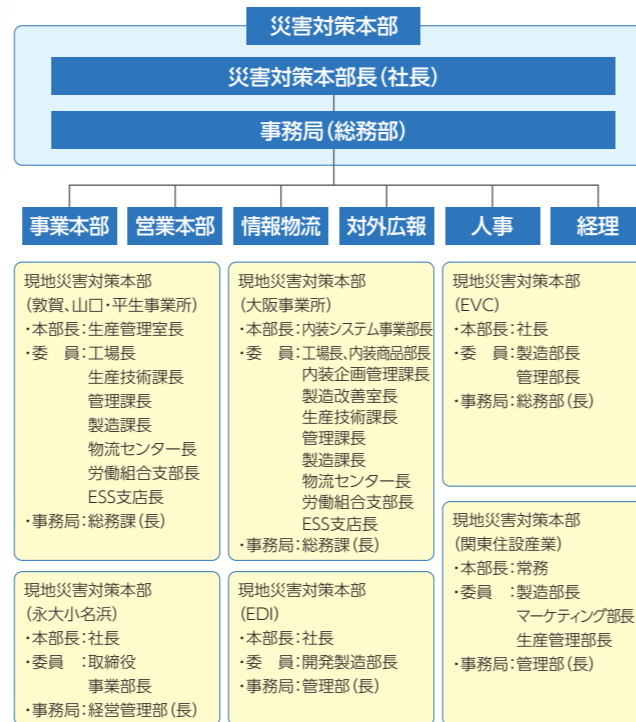 災害対策本部
災害対策本部長(社長)
事務局(総務部)
事業本部
営業本部
情報物流
対外広報
人事
経理
現地災害対策本部
(敦賀、山口・平生事業所)
・本部長：生産管理室長
・委　員：工場長
生産技術課長
管理課長
製造課長
物流センター長
労働組合支部長
ESS支店長
・事務局：総務課(長)
現地災害対策本部
(永大小名浜)
・本部長：社長
・委員　：取締役
事業部長
・事務局：経営管理部(長)
現地災害対策本部
(大阪事業所)
・本部長：内装システム事業部長
・委　員：工場長、内装商品部長
内装企画管理課長
製造改善室長
生産技術課長
管理課長
製造課長
物流センター長
労働組合支部長
ESS支店長
・事務局：総務課(長)
現地災害対策本部
(EDI)
・本部長：社長
・委　員：開発製造部長
・事務局：管理部(長)
現地災害対策本部
(EVC)
・本部長：社長
・委　員：製造部長
管理部長
・事務局：総務部(長)
現地災害対策本部
(関東住設産業)
・本部長：常務
・委員　：製造部長
マーケティング部長
生産管理部長
・事務局：管理部(長)